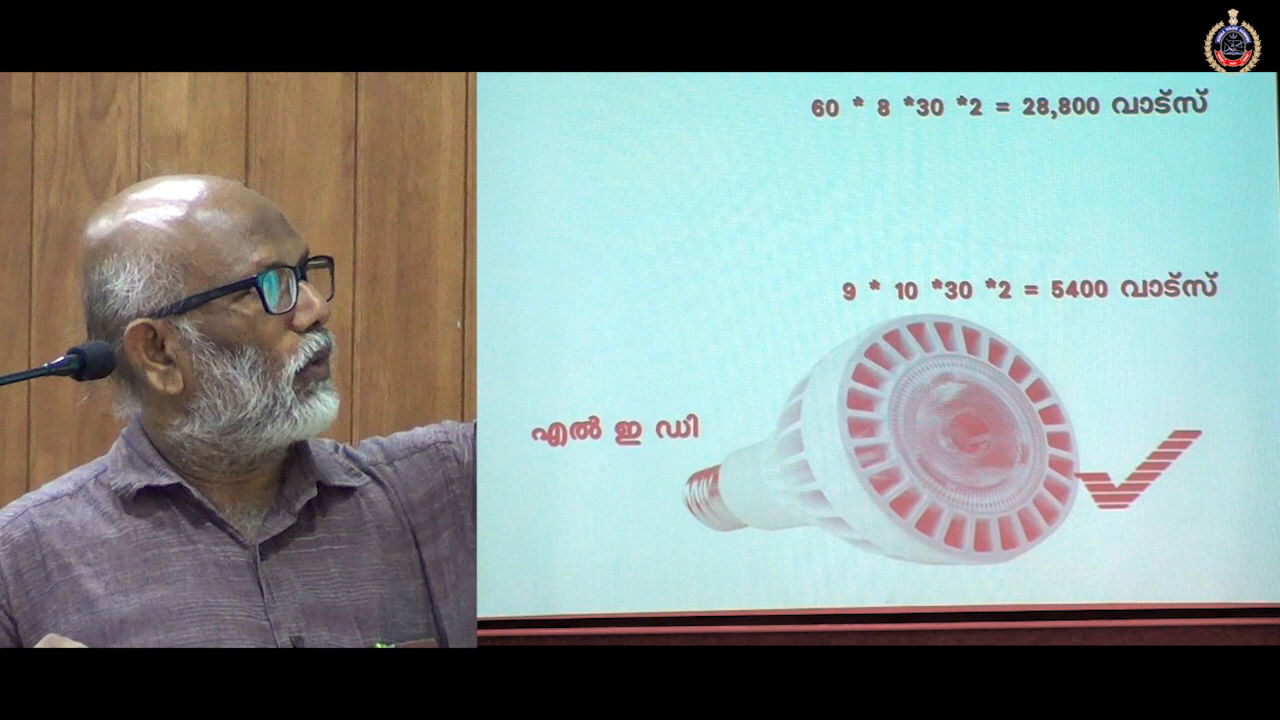 60 * 8 *30 *2 = 28,800 വാട്സ്
9 * 10 *30 *2 = 5400 വാട്സ്
എൽ ഇ ഡി